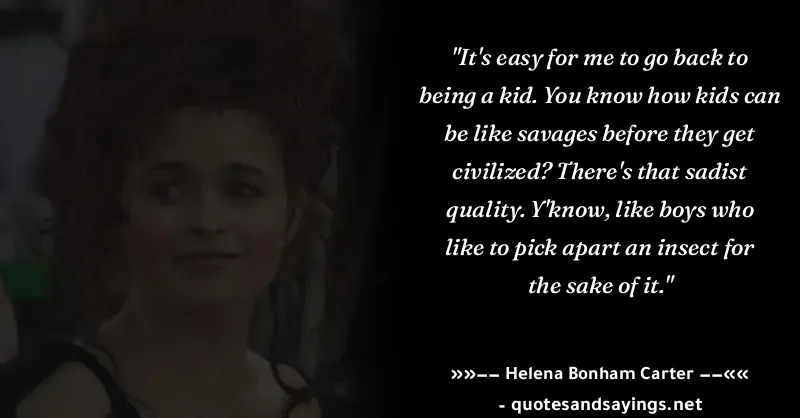 "It's easy for me to go back to
being a kid. You know how kids can
be like savages before they get
civilized? There's that sadist
quality. Y'know, like boys who
like to pick apart an insect for
the sake of it."
»»−− Helena Bonham Carter −−««
- quotesandsayings.net